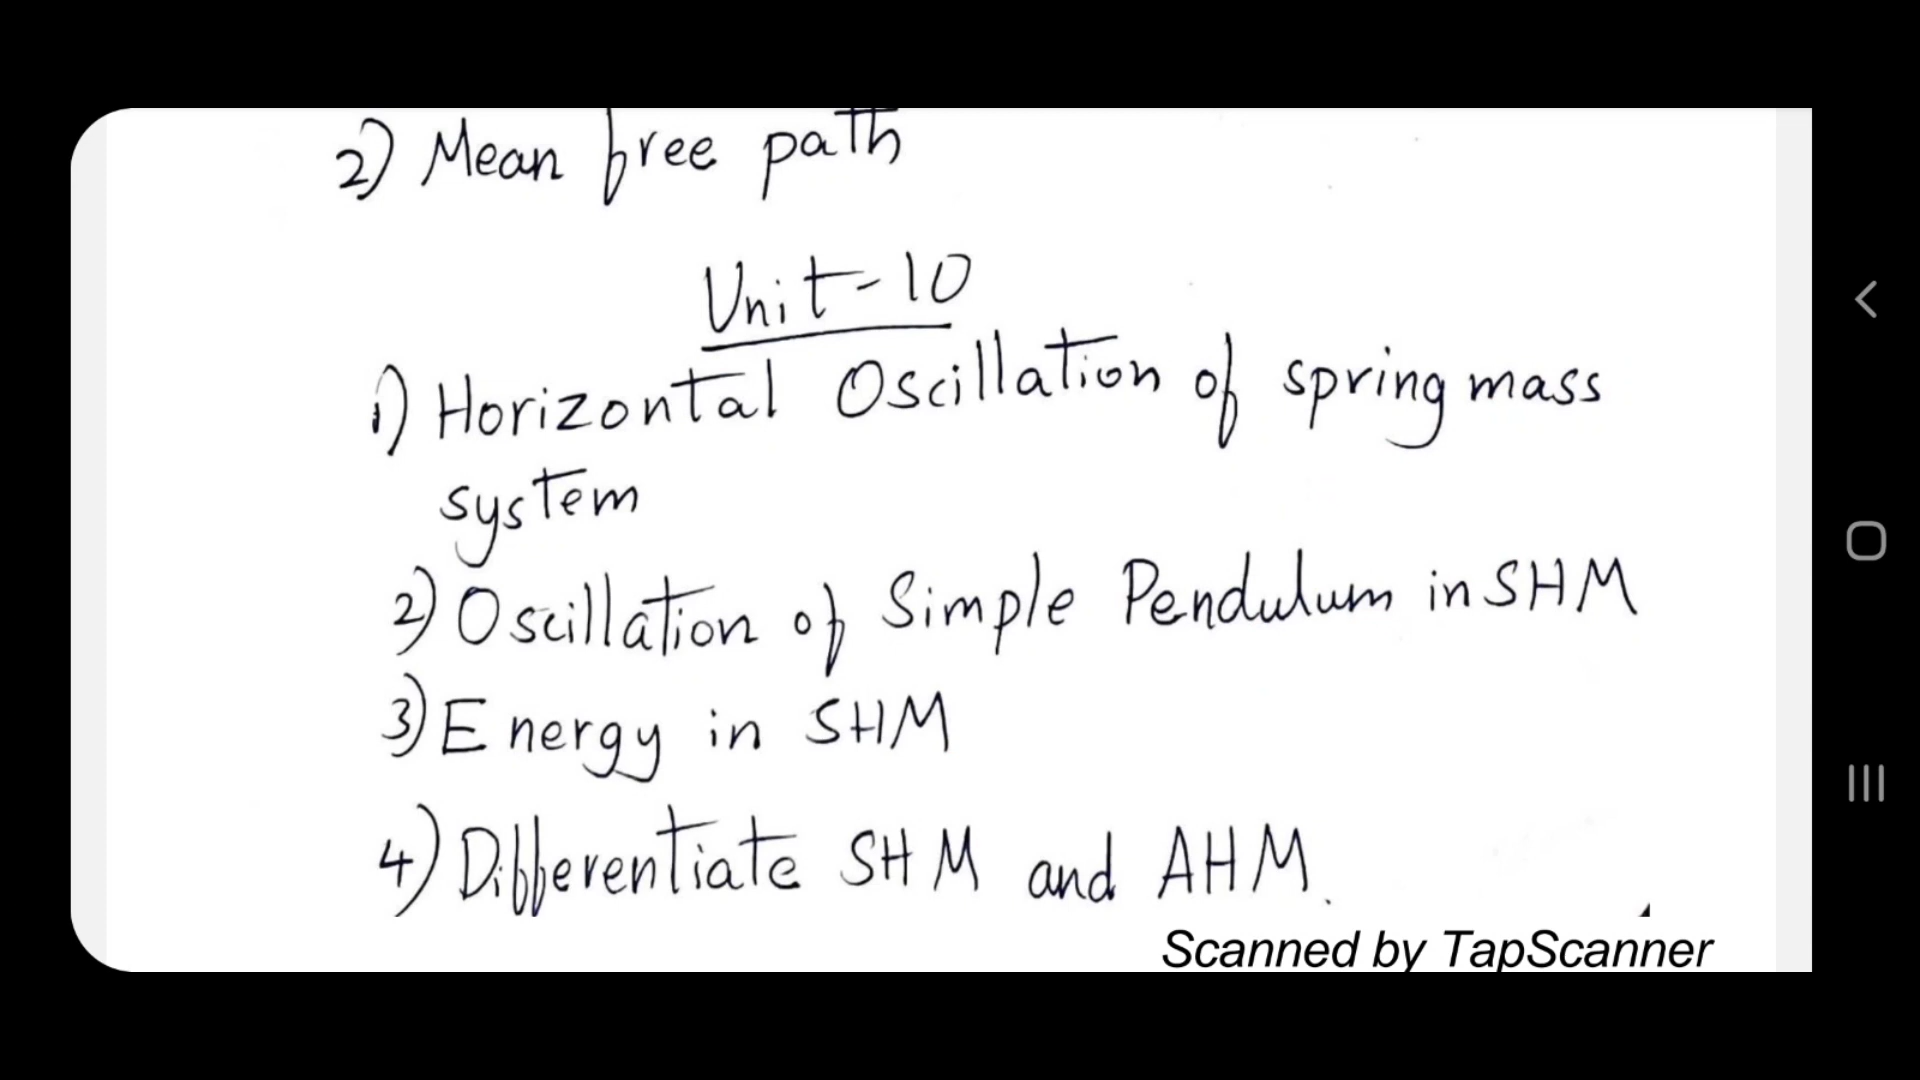 2) Mean free path
Unit-10
1) Horizontal Oscillation of spring mass
system
2) Oscillation of Simple Pendulum in SHM
3) Energy in SHM
4) Differentiate SHM and AHM.
Scanned by TapScanner